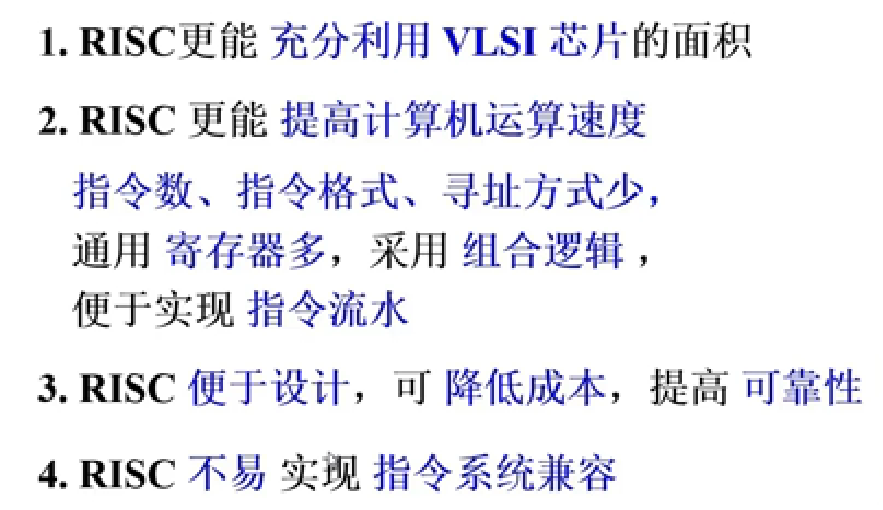 1. RISC更能 充分利用 VLSI 芯片的面积
2. RISC 更能 提高计算机运算速度
指令数、指令格式、寻址方式少，
通用 寄存器多，采用 组合逻辑，
便于实现 指令流水
3. RISC 便于设计，可 降低成本，提高 可靠性
4. RISC 不易 实现 指令系统兼容